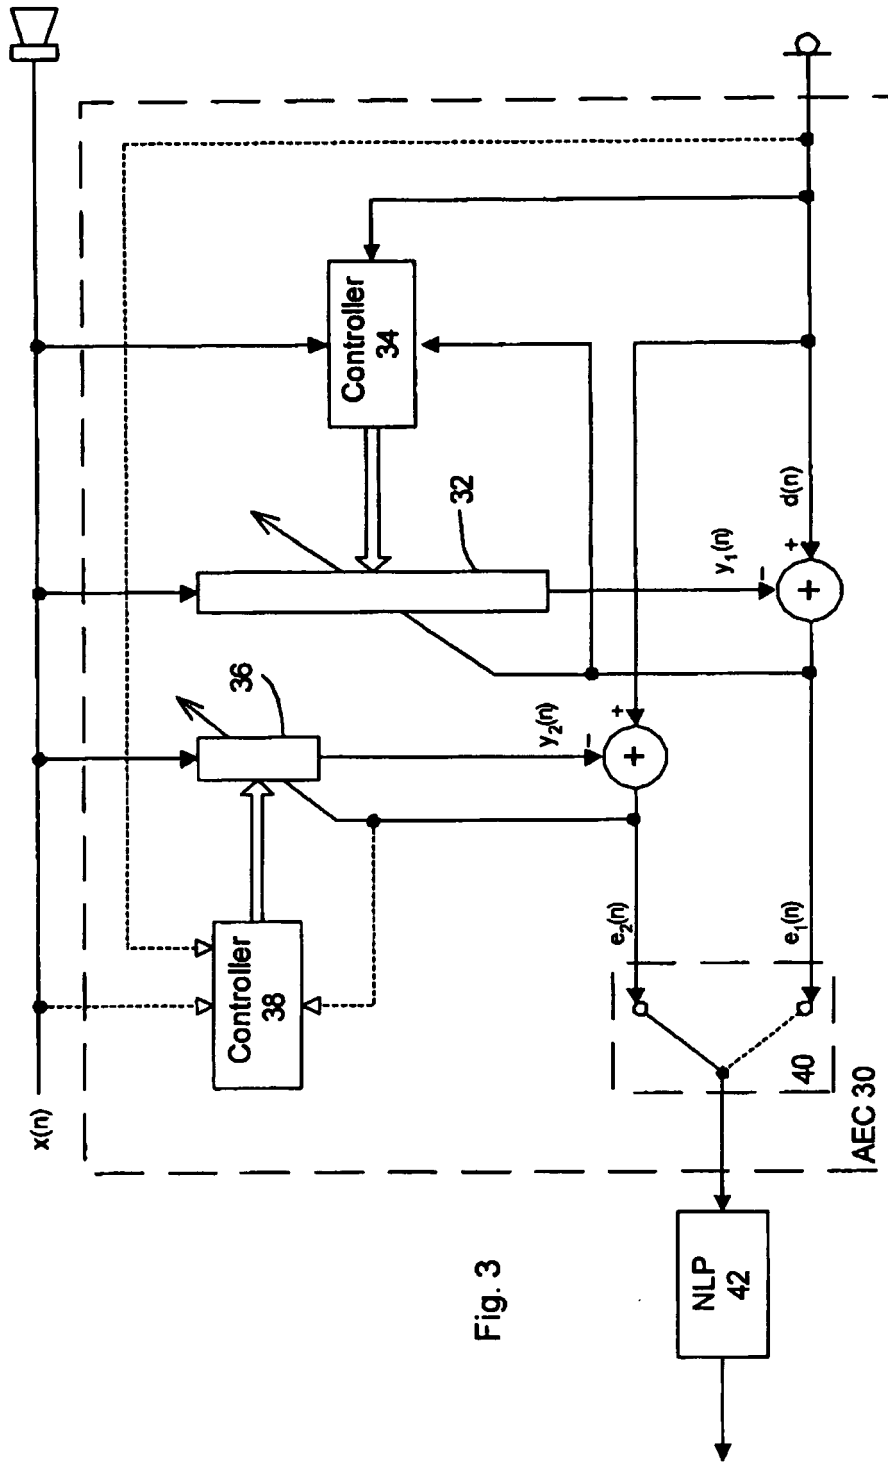 x(n)
Controller
38
36
Controller
34
32
y₂(n)
y₁(n)
d(n)
+
-
+
+
-
+
e₂(n)
e₁(n)
40
AEC 30
NLP
42
Fig. 3